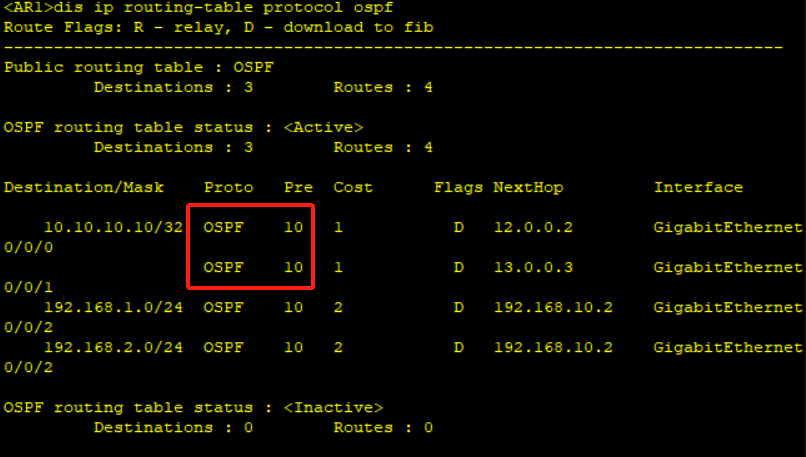 <AR1>dis ip routing-table protocol ospf
Route Flags: R - relay, D - download to fib
------------------------------------------------------------------------------
Public routing table : OSPF
         Destinations : 3        Routes : 4
OSPF routing table status : <Active>
         Destinations : 3        Routes : 4
Destination/Mask    Proto   Pre  Cost      Flags NextHop         Interface
    10.10.10.10/32  OSPF    10   1           D   12.0.0.2        GigabitEthernet
0/0/0
                    OSPF    10   1           D   13.0.0.3        GigabitEthernet
0/0/1
    192.168.1.0/24  OSPF    10   2           D   192.168.10.2    GigabitEthernet
0/0/2
    192.168.2.0/24  OSPF    10   2           D   192.168.10.2    GigabitEthernet
0/0/2
OSPF routing table status : <Inactive>
         Destinations : 0        Routes : 0